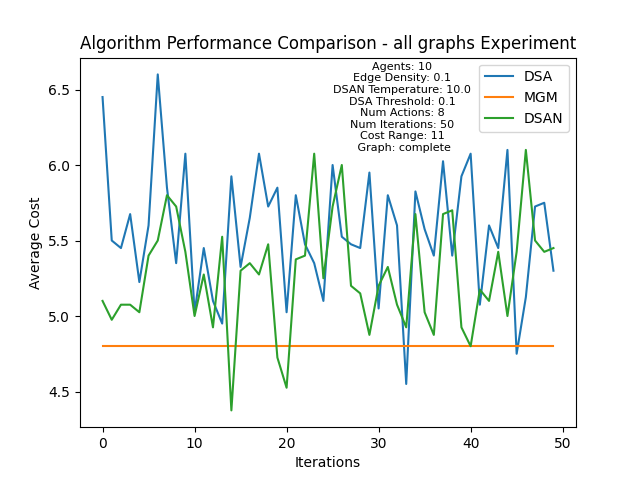 Algorithm Performance Comparison - all graphs Experiment
Agents: 10
Edge Density: 0.1
DSAN Temperature: 10.0
DSA Threshold: 0.1
Num Actions: 8
Num Iterations: 50
Cost Range: 11
Graph: complete
DSA
MGM
DSAN
Average Cost
6.5
6.0
5.5
5.0
4.5
0
10
20
30
40
50
Iterations